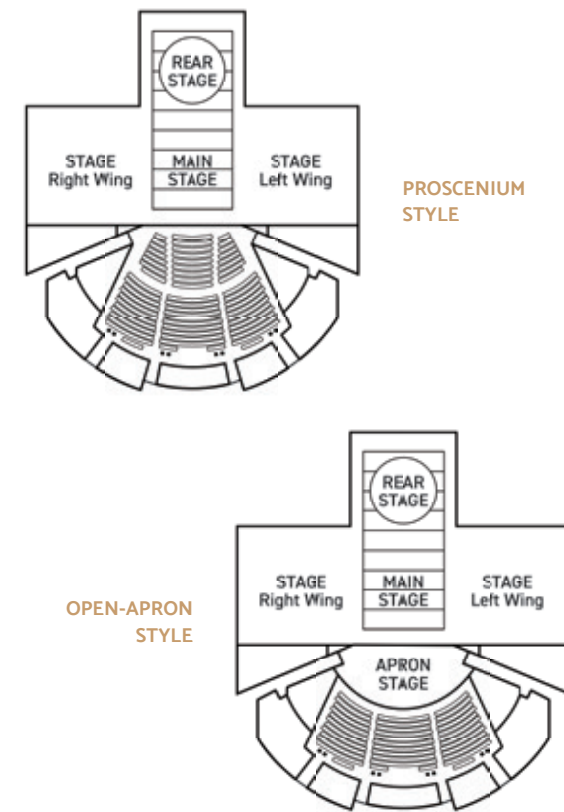 REAR
STAGE
STAGE
Right Wing
MAIN
STAGE
STAGE
Left Wing
PROSCENIUM
STYLE
REAR
STAGE
STAGE
Right Wing
MAIN
STAGE
STAGE
Left Wing
OPEN-APRON
STYLE
APRON
STAGE